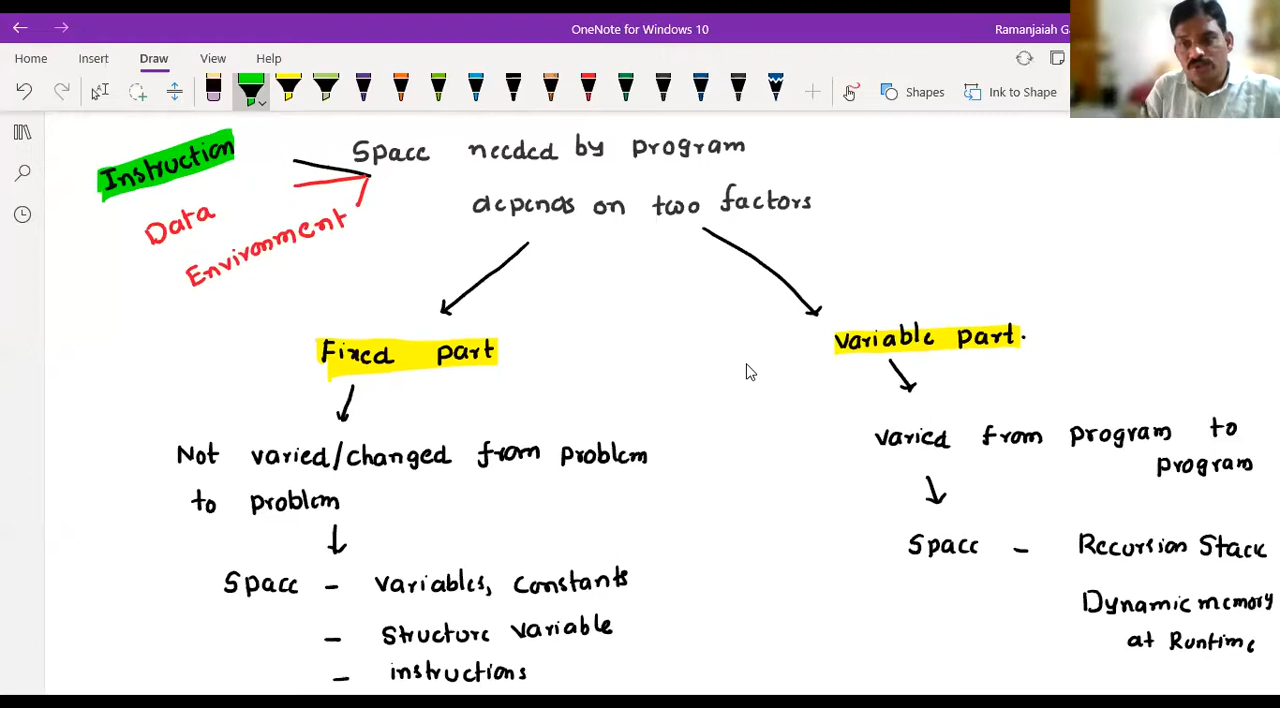 OneNote for Windows 10
Ramanjaiah G
Home Insert Draw View Help
Shapes Ink to Shape
Instruction
Data
Environment
Space needed by program
depends on two factors
Fixed part
Variable part.
Not varied/changed from problem
to problem
varied from program to
program
Space - variables, constants
- structure variable
- instructions
Space - Recursion Stack
Dynamic memory
at Runtime